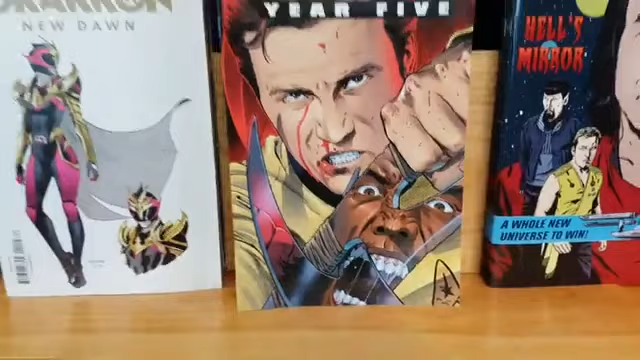 NEW DAWN
YEAR FIVE
HELL'S
MIRROR
A WHOLE NEW
UNIVERSE TO WIN!